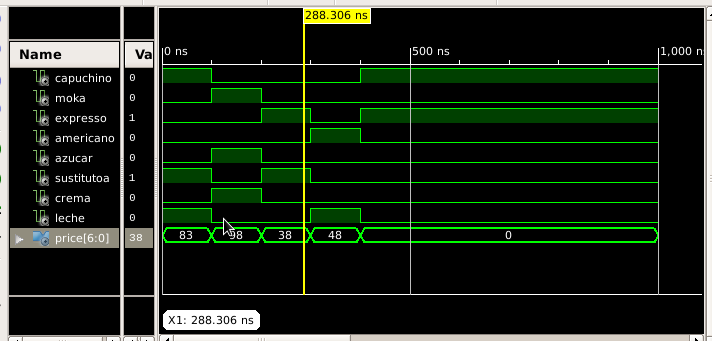 288.306 ns
Name Va
0 ns 500 ns 1,000 n
capuchino 0
moka 0
expresso 1
americano 0
azucar 0
sustitutoa 1
crema 0
leche 0
price[6:0] 38 83 98 38 48 0
X1: 288.306 ns